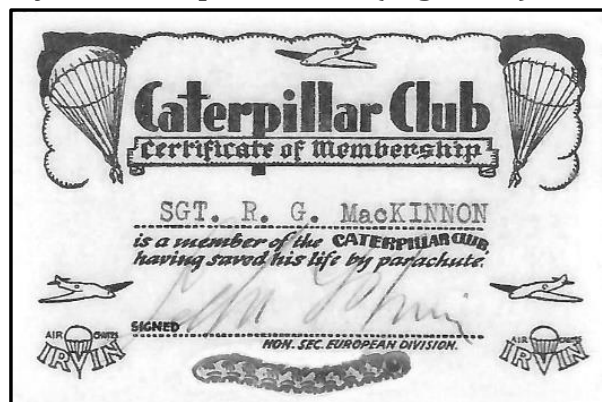 Caterpillar Club
Certificate of Membership
SGT. R. G. MacKINNON
is a member of the CATERPILLAR CLUB,
having saved his life by parachute.
SIGNED
HON. SEC. EUROPEAN DIVISION.
AIR CHUTES
IRVIN
AIR CHUTES
IRVIN